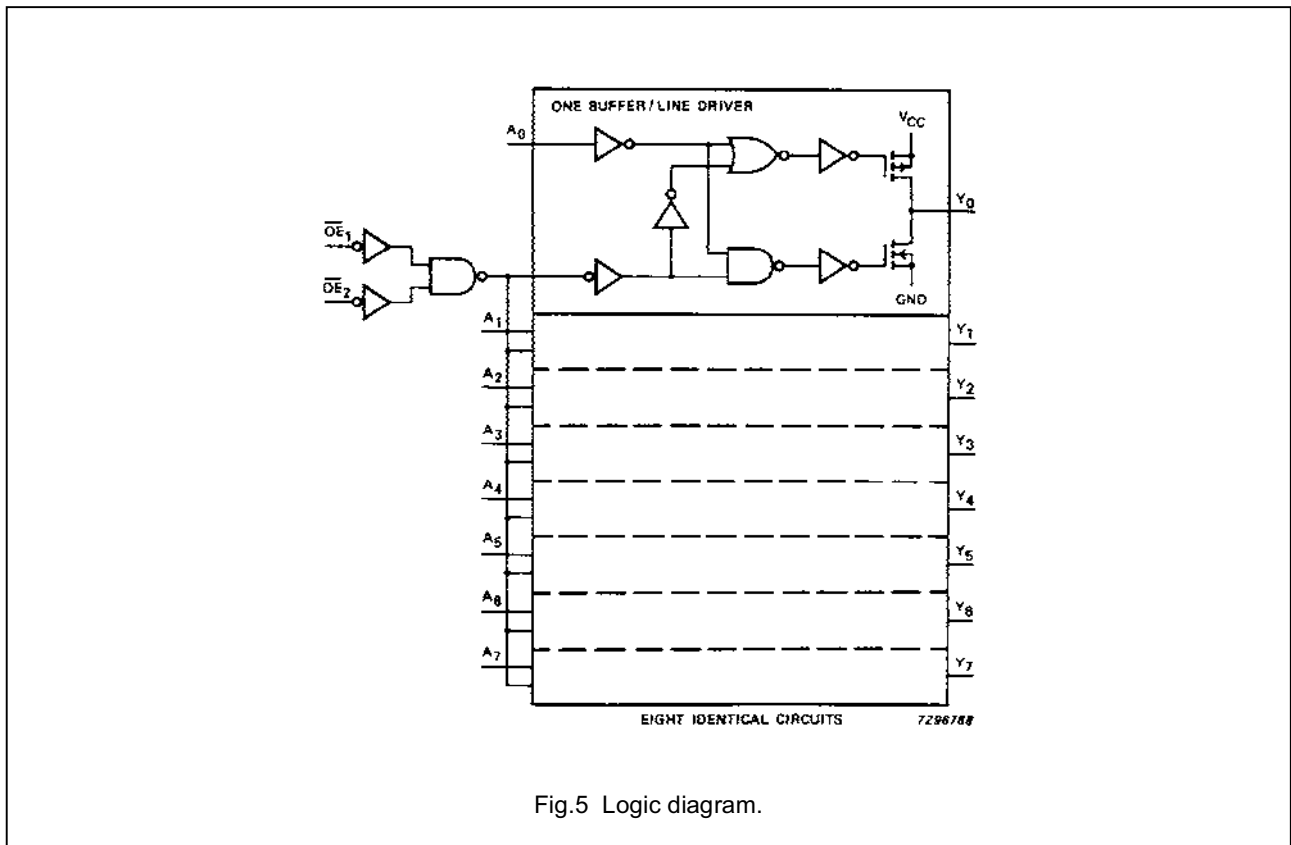 ONE BUFFER/LINE DRIVER
A0
VCC
Y0
OE1
OE2
GND
A1
Y1
A2
Y2
A3
Y3
A4
Y4
A5
Y5
A6
Y6
A7
Y7
EIGHT IDENTICAL CIRCUITS
7Z96768
Fig.5 Logic diagram.